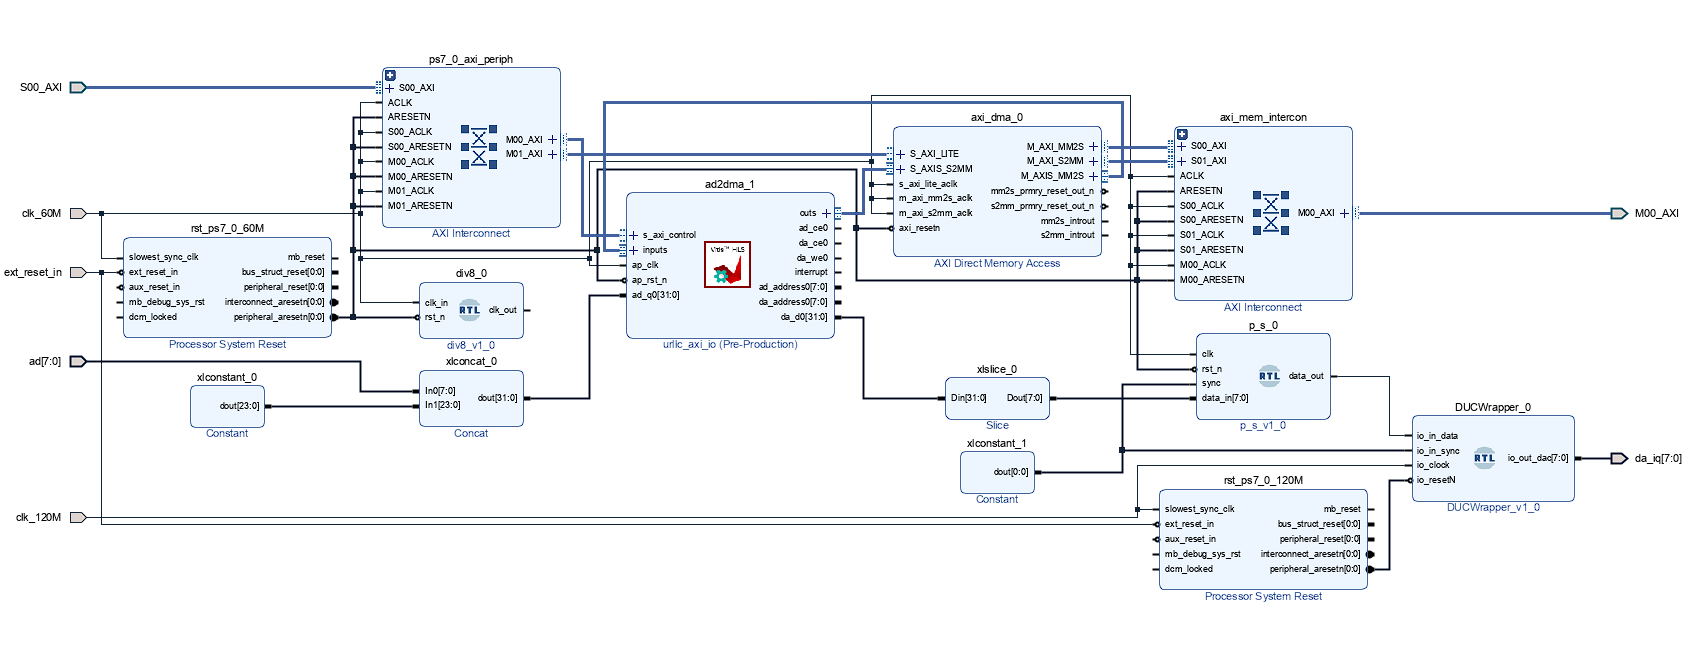 S00_AXI
clk_60M
ext_reset_in
ad[7:0]
clk_120M
ps7_0_axi_periph
S00_AXI
ACLK
ARESETN
S00_ACLK
S00_ARESETN
M00_ACLK
M00_ARESETN
M01_ACLK
M01_ARESETN
M00_AXI
M01_AXI
AXI Interconnect
rst_ps7_0_60M
slowest_sync_clk
ext_reset_in
aux_reset_in
mb_debug_sys_rst
dcm_locked
mb_reset
bus_struct_reset[0:0]
peripheral_reset[0:0]
interconnect_aresetn[0:0]
peripheral_aresetn[0:0]
Processor System Reset
div8_0
clk_in
rst_n
RTL
clk_out
div8_v1_0
xlconstant_0
dout[23:0]
Constant
xlconcat_0
In0[7:0]
In1[23:0]
dout[31:0]
Concat
ad2dma_1
s_axi_control
inputs
ap_clk
ap_rst_n
ad_q0[31:0]
Vitis™ HLS
outs
ad_ce0
da_ce0
da_we0
interrupt
ad_address0[7:0]
da_address0[7:0]
da_d0[31:0]
urllc_axi_io (Pre-Production)
axi_dma_0
S_AXI_LITE
S_AXIS_S2MM
s_axi_lite_aclk
m_axi_mm2s_aclk
m_axi_s2mm_aclk
axi_resetn
M_AXI_MM2S
M_AXI_S2MM
M_AXIS_MM2S
mm2s_prmry_reset_out_n
s2mm_prmry_reset_out_n
mm2s_introut
s2mm_introut
AXI Direct Memory Access
axi_mem_intercon
S00_AXI
S01_AXI
ACLK
ARESETN
S00_ACLK
S00_ARESETN
S01_ACLK
S01_ARESETN
M00_ACLK
M00_ARESETN
M00_AXI
AXI Interconnect
xlslice_0
Din[31:0]
Dout[7:0]
Slice
xlconstant_1
dout[0:0]
Constant
p_s_0
clk
rst_n
sync
data_in[7:0]
RTL
data_out
p_s_v1_0
rst_ps7_0_120M
slowest_sync_clk
ext_reset_in
aux_reset_in
mb_debug_sys_rst
dcm_locked
mb_reset
bus_struct_reset[0:0]
peripheral_reset[0:0]
interconnect_aresetn[0:0]
peripheral_aresetn[0:0]
Processor System Reset
DUCWrapper_0
io_in_data
io_in_sync
io_clock
io_resetN
RTL
io_out_dac[7:0]
DUCWrapper_v1_0
M00_AXI
da_iq[7:0]